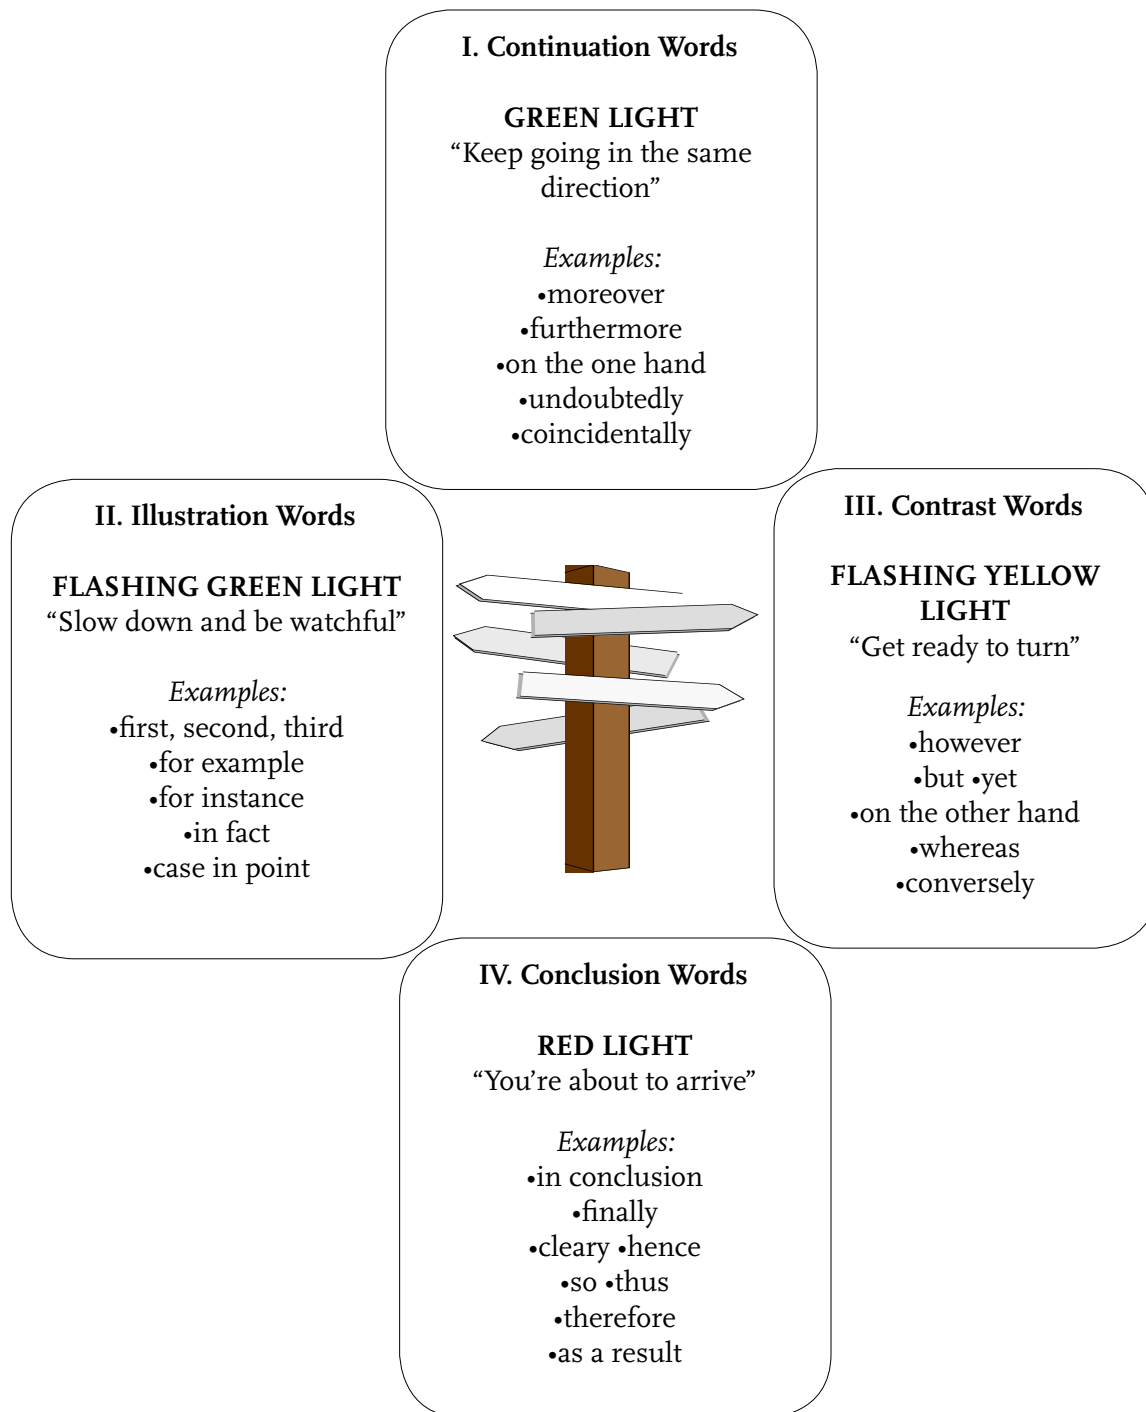 I. Continuation Words
GREEN LIGHT
“Keep going in the same
direction”
Examples:
•moreover
•furthermore
•on the one hand
•undoubtedly
•coincidentally
II. Illustration Words
FLASHING GREEN LIGHT
“Slow down and be watchful”
Examples:
•first, second, third
•for example
•for instance
•in fact
•case in point
III. Contrast Words
FLASHING YELLOW
LIGHT
“Get ready to turn”
Examples:
•however
•but •yet
•on the other hand
•whereas
•conversely
IV. Conclusion Words
RED LIGHT
“You’re about to arrive”
Examples:
•in conclusion
•finally
•cleary •hence
•so •thus
•therefore
•as a result